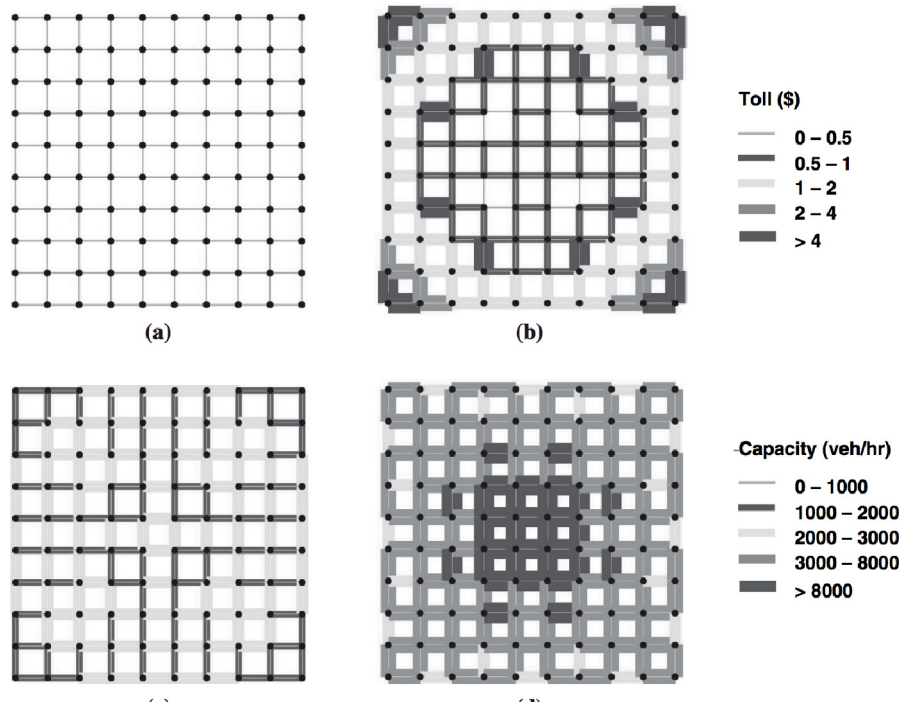 Toll ($)
0 – 0.5
0.5 – 1
1 – 2
2 – 4
> 4
(a)
(b)
Capacity (veh/hr)
0 – 1000
1000 – 2000
2000 – 3000
3000 – 8000
> 8000